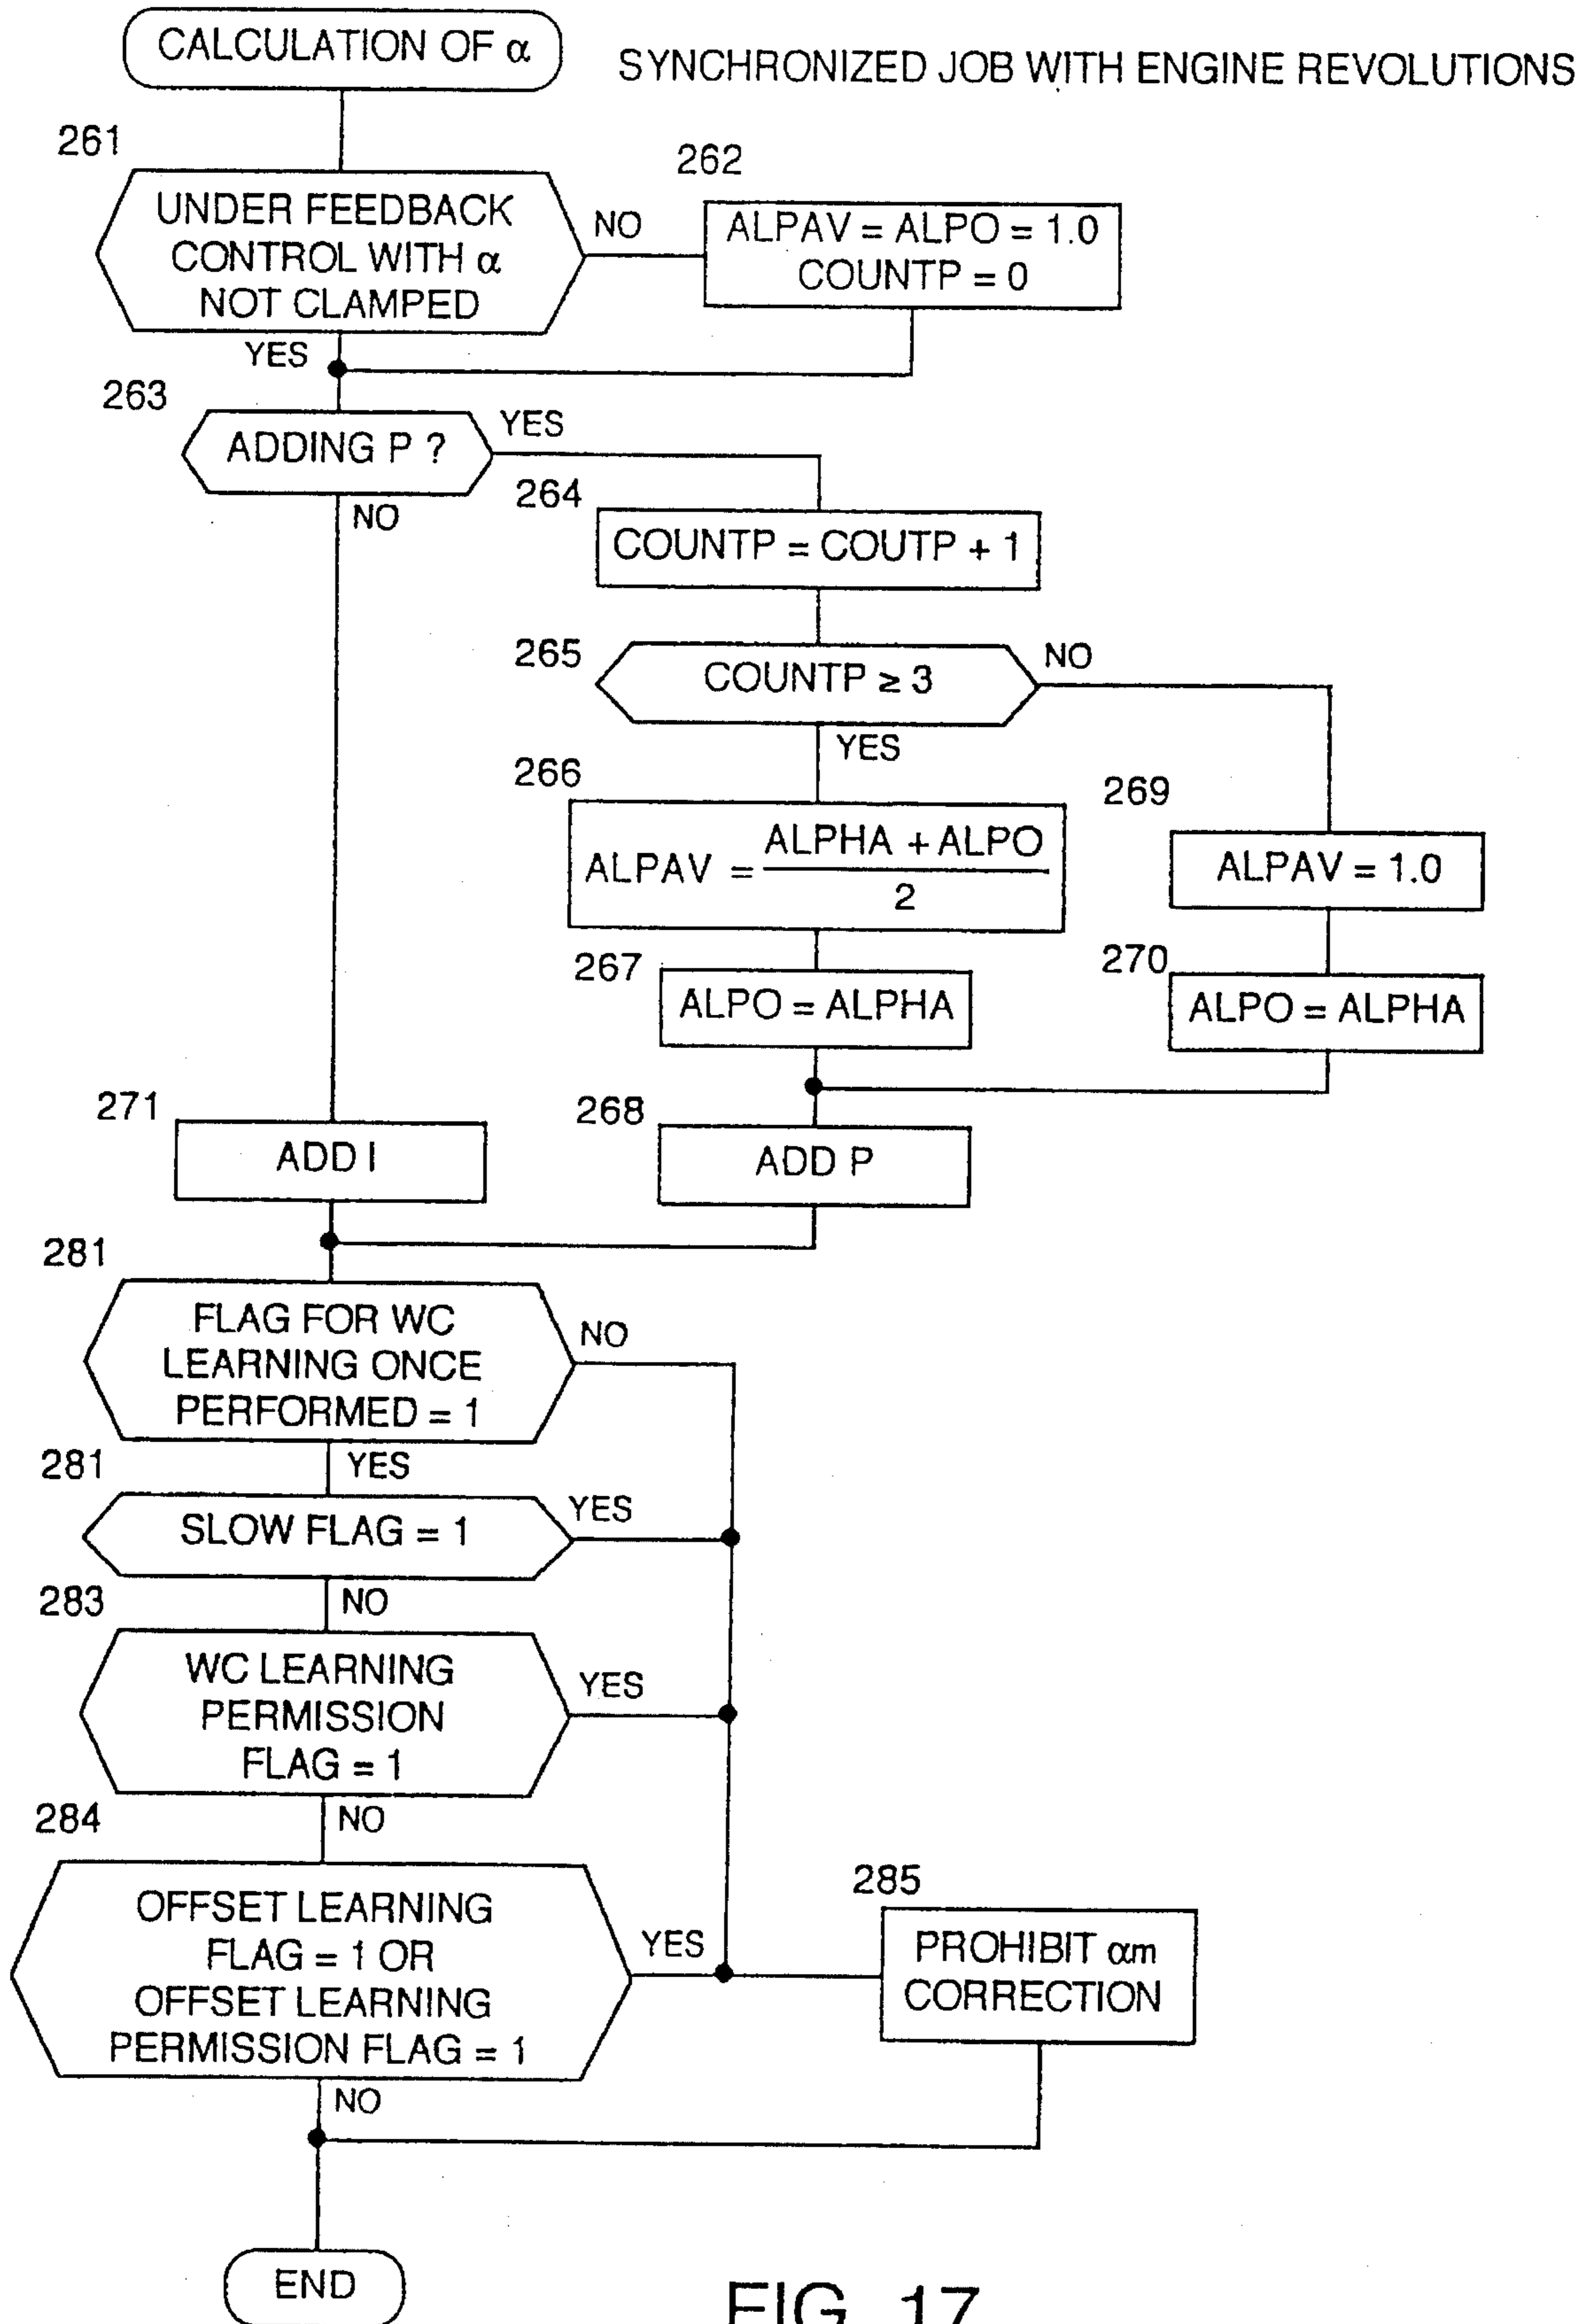 CALCULATION OF α
SYNCHRONIZED JOB WITH ENGINE REVOLUTIONS
261
UNDER FEEDBACK
CONTROL WITH α
NOT CLAMPED
NO
262
ALPAV = ALPO = 1.0
COUNTP = 0
YES
263
ADDING P ?
YES
NO
264
COUNTP = COUTP + 1
265
COUNTP ≥ 3
NO
YES
266
ALPAV = ALPHA + ALPO
2
267
ALPO = ALPHA
269
ALPAV = 1.0
270
ALPO = ALPHA
271
ADD I
268
ADD P
281
FLAG FOR WC
LEARNING ONCE
PERFORMED = 1
NO
YES
281
SLOW FLAG = 1
YES
NO
283
WC LEARNING
PERMISSION
FLAG = 1
YES
NO
284
OFFSET LEARNING
FLAG = 1 OR
OFFSET LEARNING
PERMISSION FLAG = 1
YES
NO
285
PROHIBIT αm
CORRECTION
END
FIG. 17